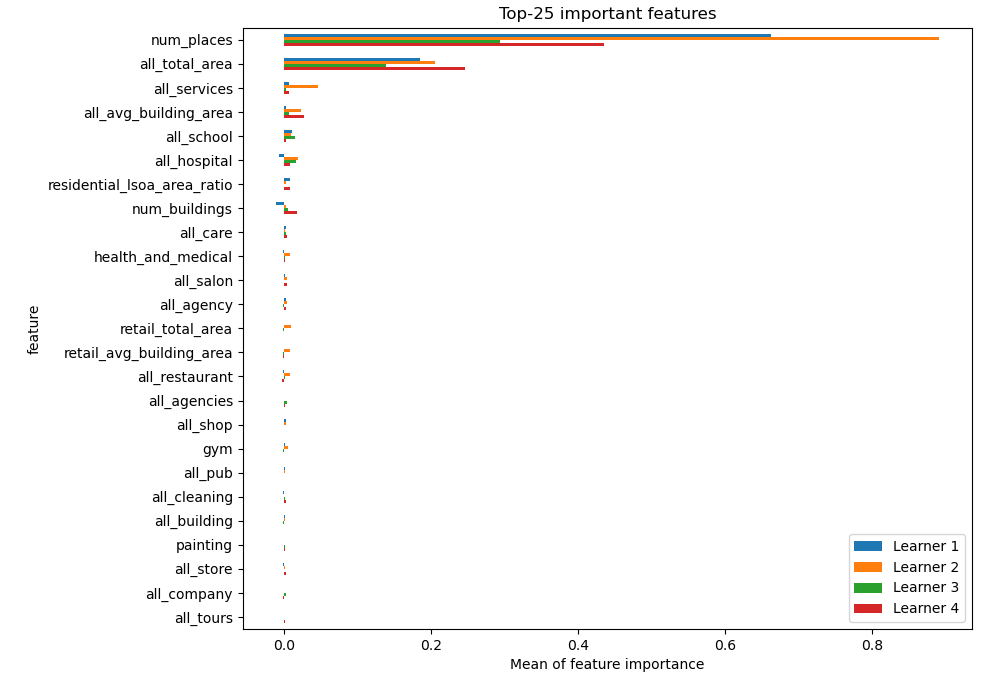 Top-25 important features
num_places
all_total_area
all_services
all_avg_building_area
all_school
all_hospital
residential_lsoa_area_ratio
num_buildings
all_care
health_and_medical
all_salon
all_agency
retail_total_area
retail_avg_building_area
all_restaurant
all_agencies
all_shop
gym
all_pub
all_cleaning
all_building
painting
all_store
all_company
all_tours
feature
Learner 1
Learner 2
Learner 3
Learner 4
0.0 0.2 0.4 0.6 0.8
Mean of feature importance